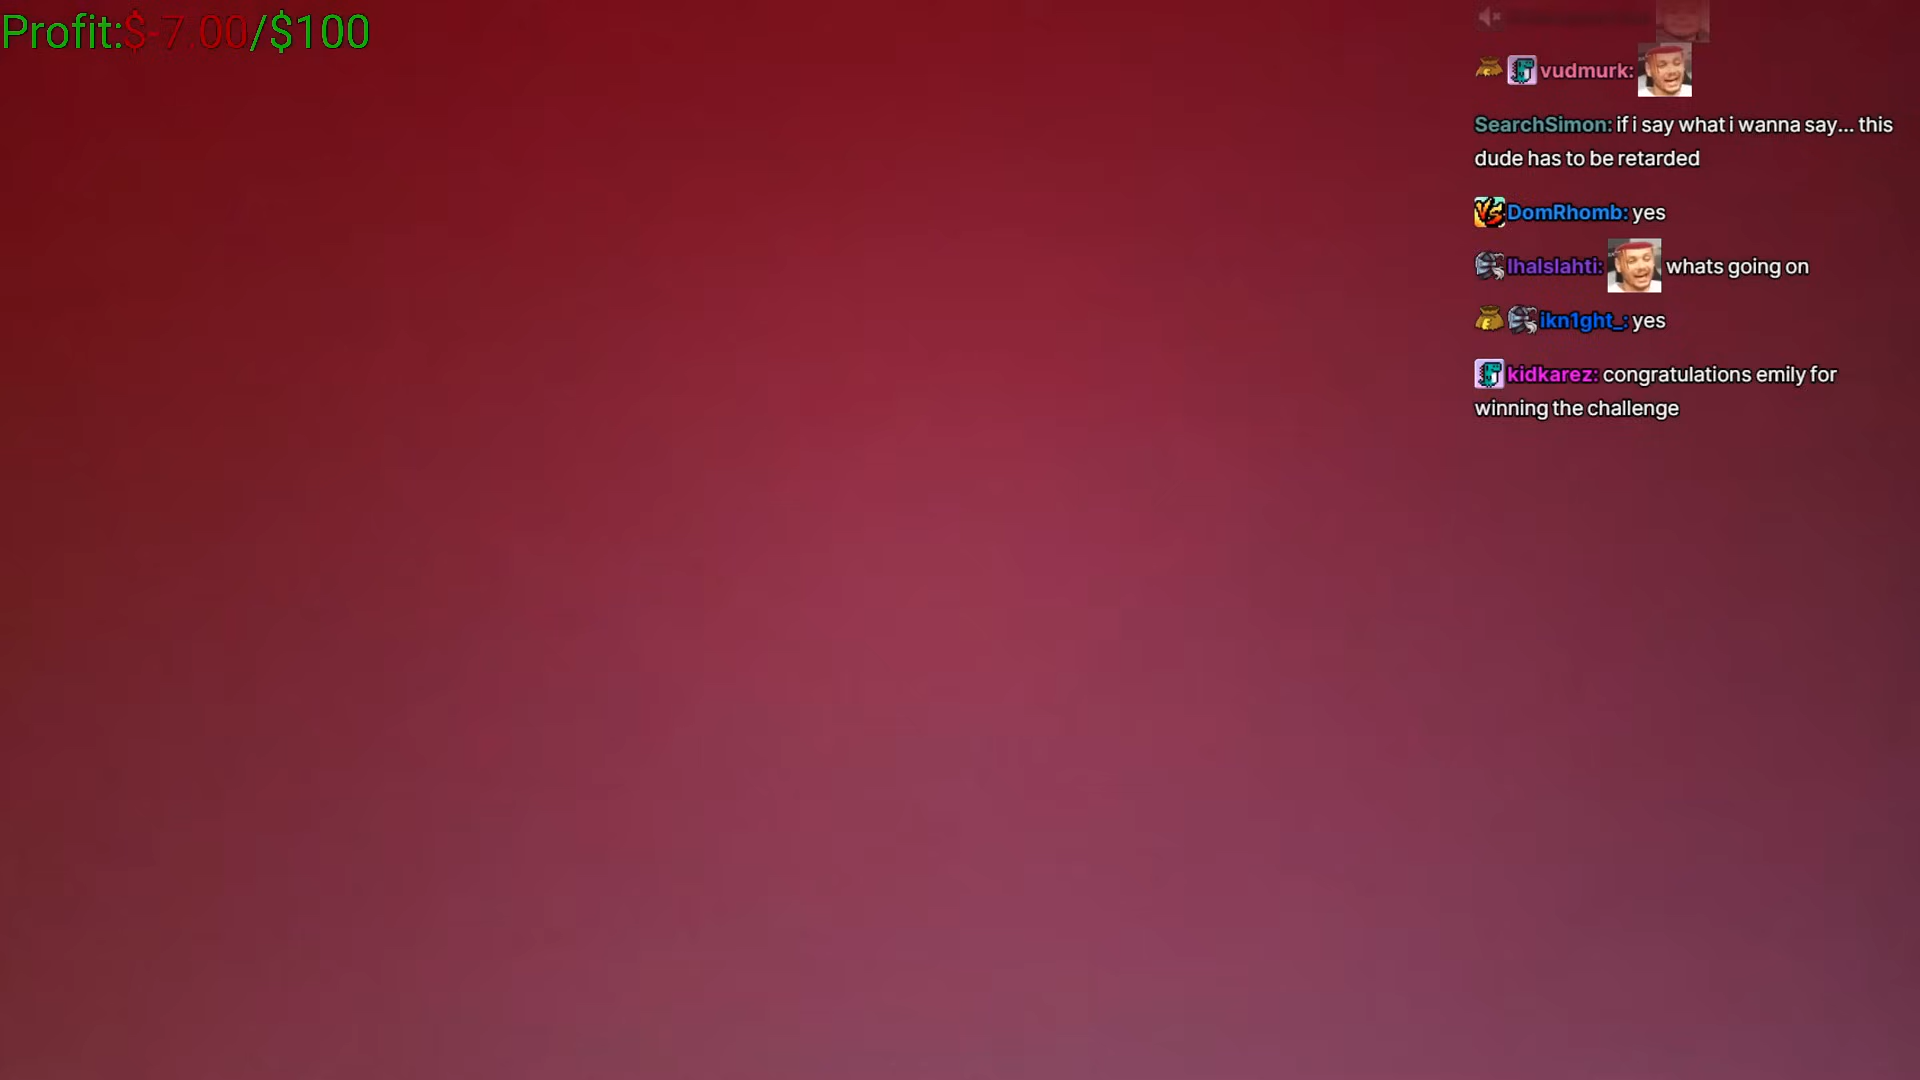 Profit:$-7.00/$100
vudmurk:
SearchSimon: if i say what i wanna say... this
dude has to be retarded
DomRhomb: yes
lhalslahti: whats going on
ikn1ght_: yes
kidkarez: congratulations emily for
winning the challenge